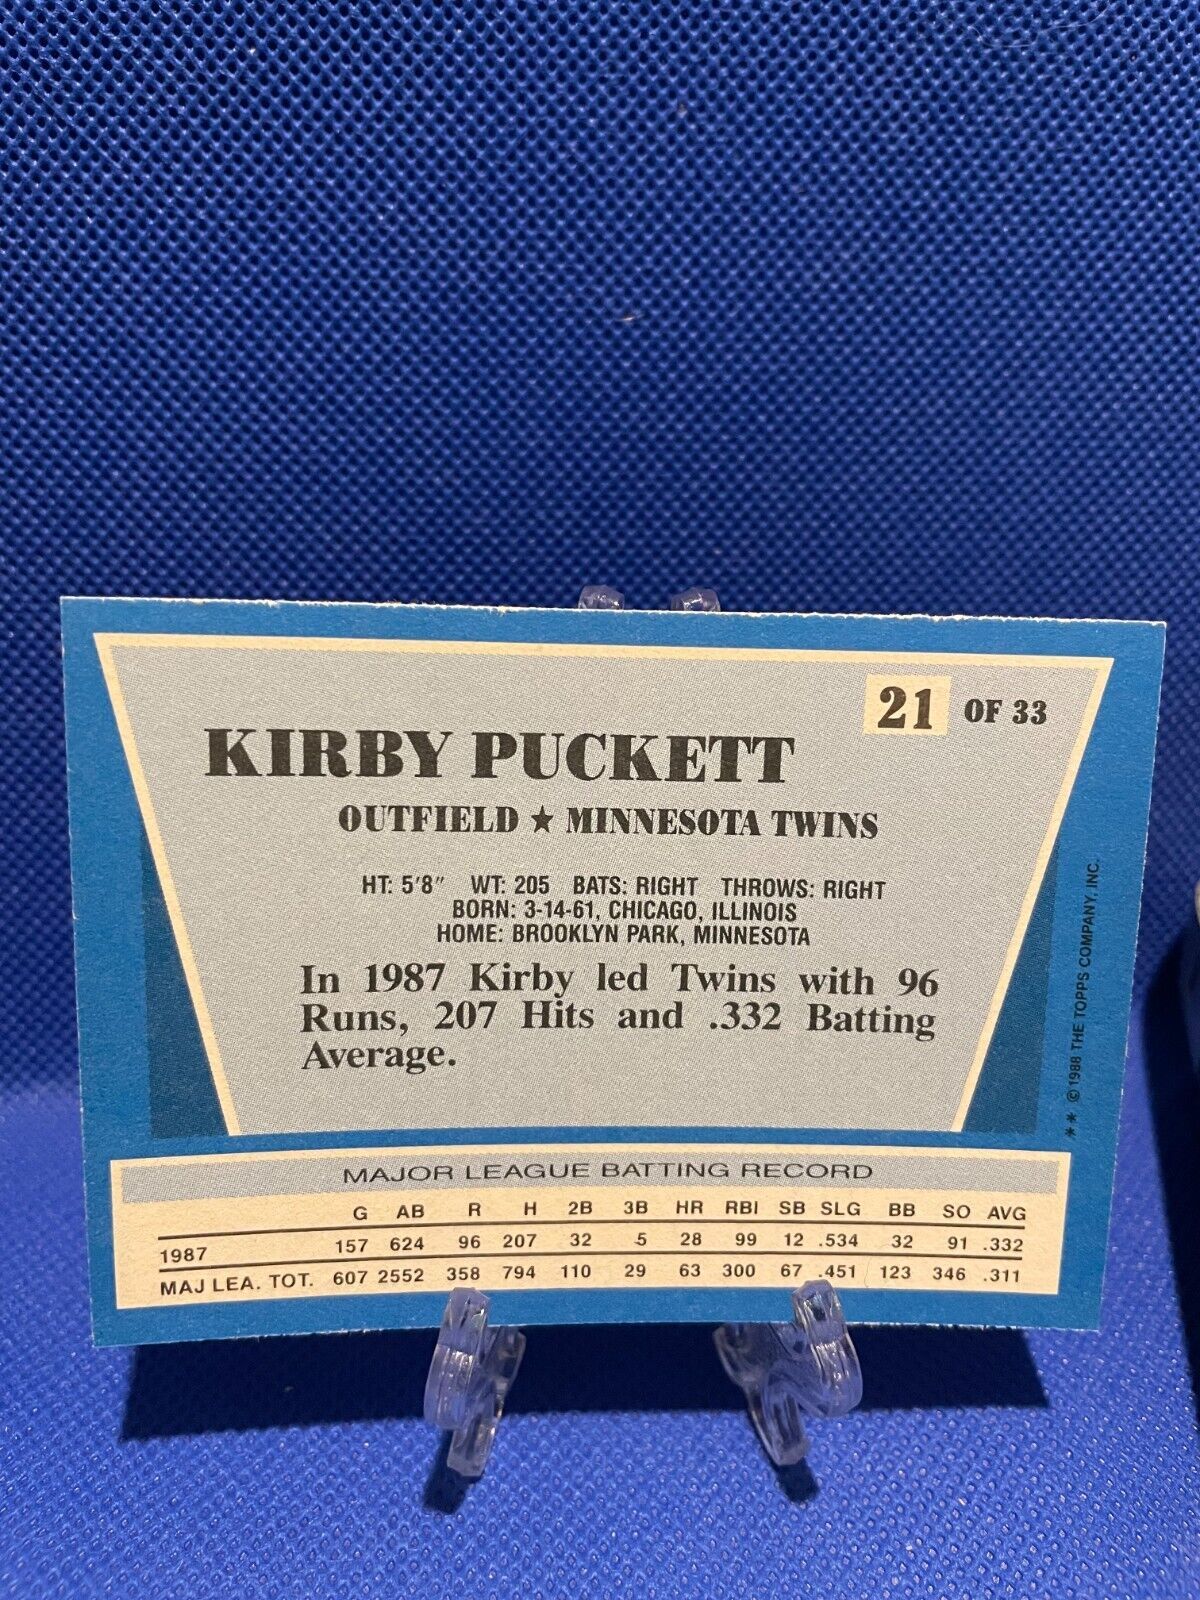 21 OF 33
KIRBY PUCKETT
OUTFIELD ★ MINNESOTA TWINS
HT: 5'8" WT: 205 BATS: RIGHT THROWS: RIGHT
BORN: 3-14-61, CHICAGO, ILLINOIS
HOME: BROOKLYN PARK, MINNESOTA
In 1987 Kirby led Twins with 96
Runs, 207 Hits and .332 Batting
Average.
** © 1988 THE TOPPS COMPANY, INC.
MAJOR LEAGUE BATTING RECORD
G AB R H 2B 3B HR RBI SB SLG BB SO AVG
1987 157 624 96 207 32 5 28 99 12 .534 32 91 .332
MAJ LEA. TOT. 607 2552 358 794 110 29 63 300 67 .451 123 346 .311